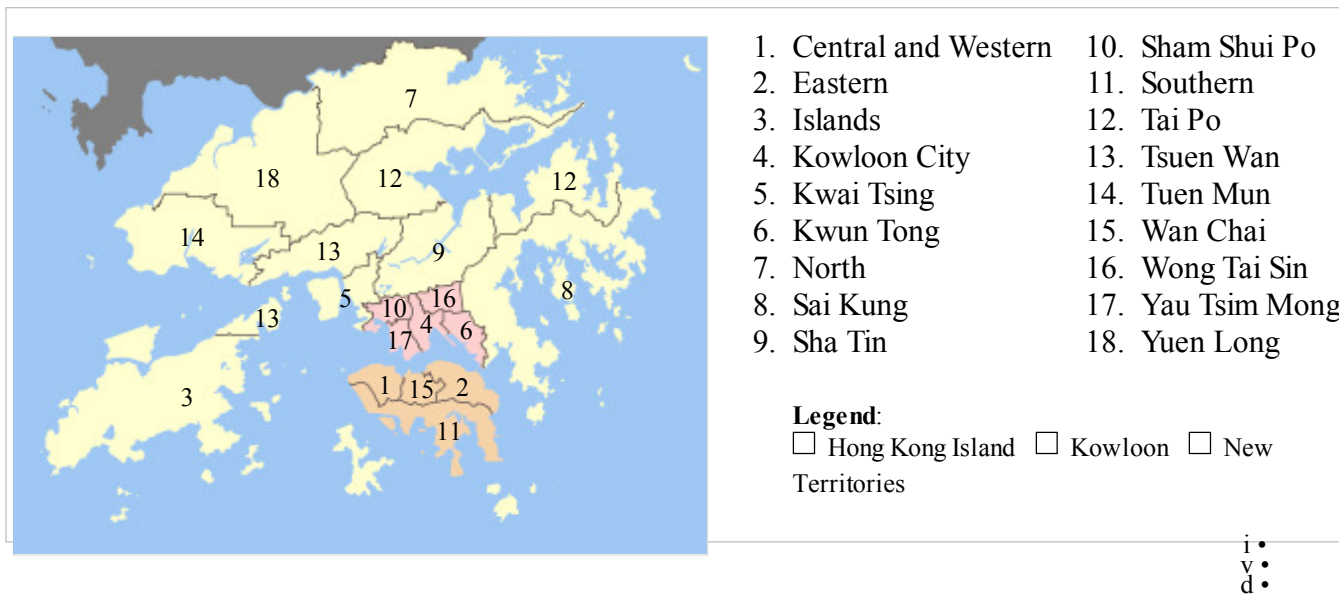 7
18
12
12
14
13
9
5
10
16
8
13
17
4
6
3
1
15
2
11
1. Central and Western
2. Eastern
3. Islands
4. Kowloon City
5. Kwai Tsing
6. Kwun Tong
7. North
8. Sai Kung
9. Sha Tin
10. Sham Shui Po
11. Southern
12. Tai Po
13. Tsuen Wan
14. Tuen Mun
15. Wan Chai
16. Wong Tai Sin
17. Yau Tsim Mong
18. Yuen Long
Legend:
☐ Hong Kong Island ☐ Kowloon ☐ New
Territories
i •
v •
d •